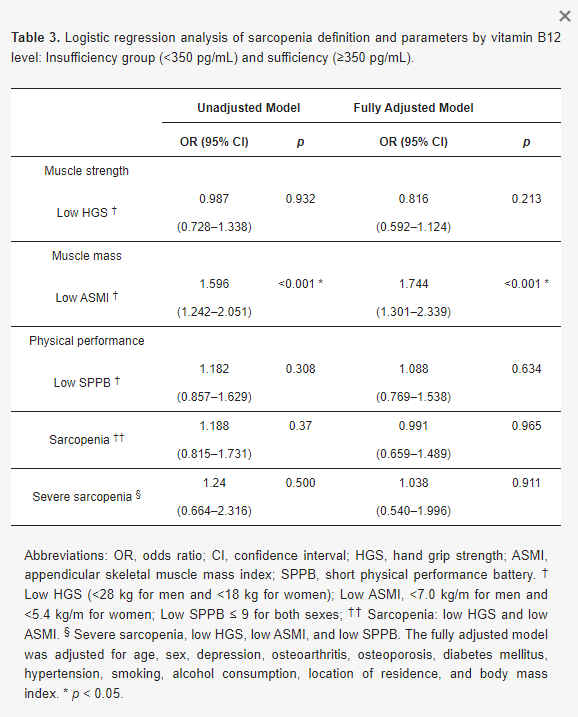 ×
Table 3. Logistic regression analysis of sarcopenia definition and parameters by vitamin B12
level: Insufficiency group (<350 pg/mL) and sufficiency (≥350 pg/mL).
Unadjusted Model Fully Adjusted Model
OR (95% CI) p OR (95% CI) p
Muscle strength
Low HGS † 0.987 0.932 0.816 0.213
(0.728–1.338) (0.592–1.124)
Muscle mass
Low ASMI † 1.596 <0.001 * 1.744 <0.001 *
(1.242–2.051) (1.301–2.339)
Physical performance
Low SPPB † 1.182 0.308 1.088 0.634
(0.857–1.629) (0.769–1.538)
Sarcopenia †† 1.188 0.37 0.991 0.965
(0.815–1.731) (0.659–1.489)
Severe sarcopenia § 1.24 0.500 1.038 0.911
(0.664–2.316) (0.540–1.996)
Abbreviations: OR, odds ratio; CI, confidence interval; HGS, hand grip strength; ASMI,
appendicular skeletal muscle mass index; SPPB, short physical performance battery. †
Low HGS (<28 kg for men and <18 kg for women); Low ASMI, <7.0 kg/m for men and
<5.4 kg/m for women; Low SPPB ≤ 9 for both sexes; †† Sarcopenia: low HGS and low
ASMI. § Severe sarcopenia, low HGS, low ASMI, and low SPPB. The fully adjusted model
was adjusted for age, sex, depression, osteoarthritis, osteoporosis, diabetes mellitus,
hypertension, smoking, alcohol consumption, location of residence, and body mass
index. * p < 0.05.